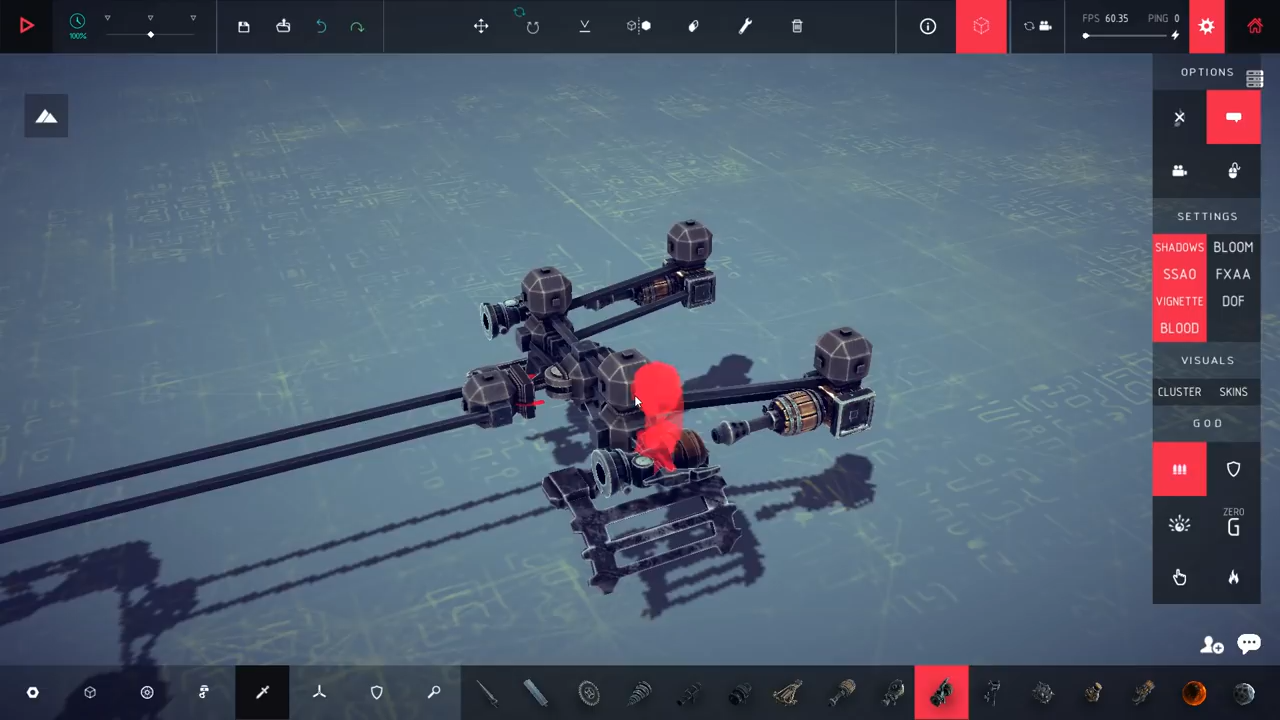 100%
FPS 60.35 PING 0
OPTIONS
SETTINGS
SHADOWS BLOOM
SSAO FXAA
VIGNETTE DOF
BLOOD
VISUALS
CLUSTER SKINS
GOD
ZERO
G